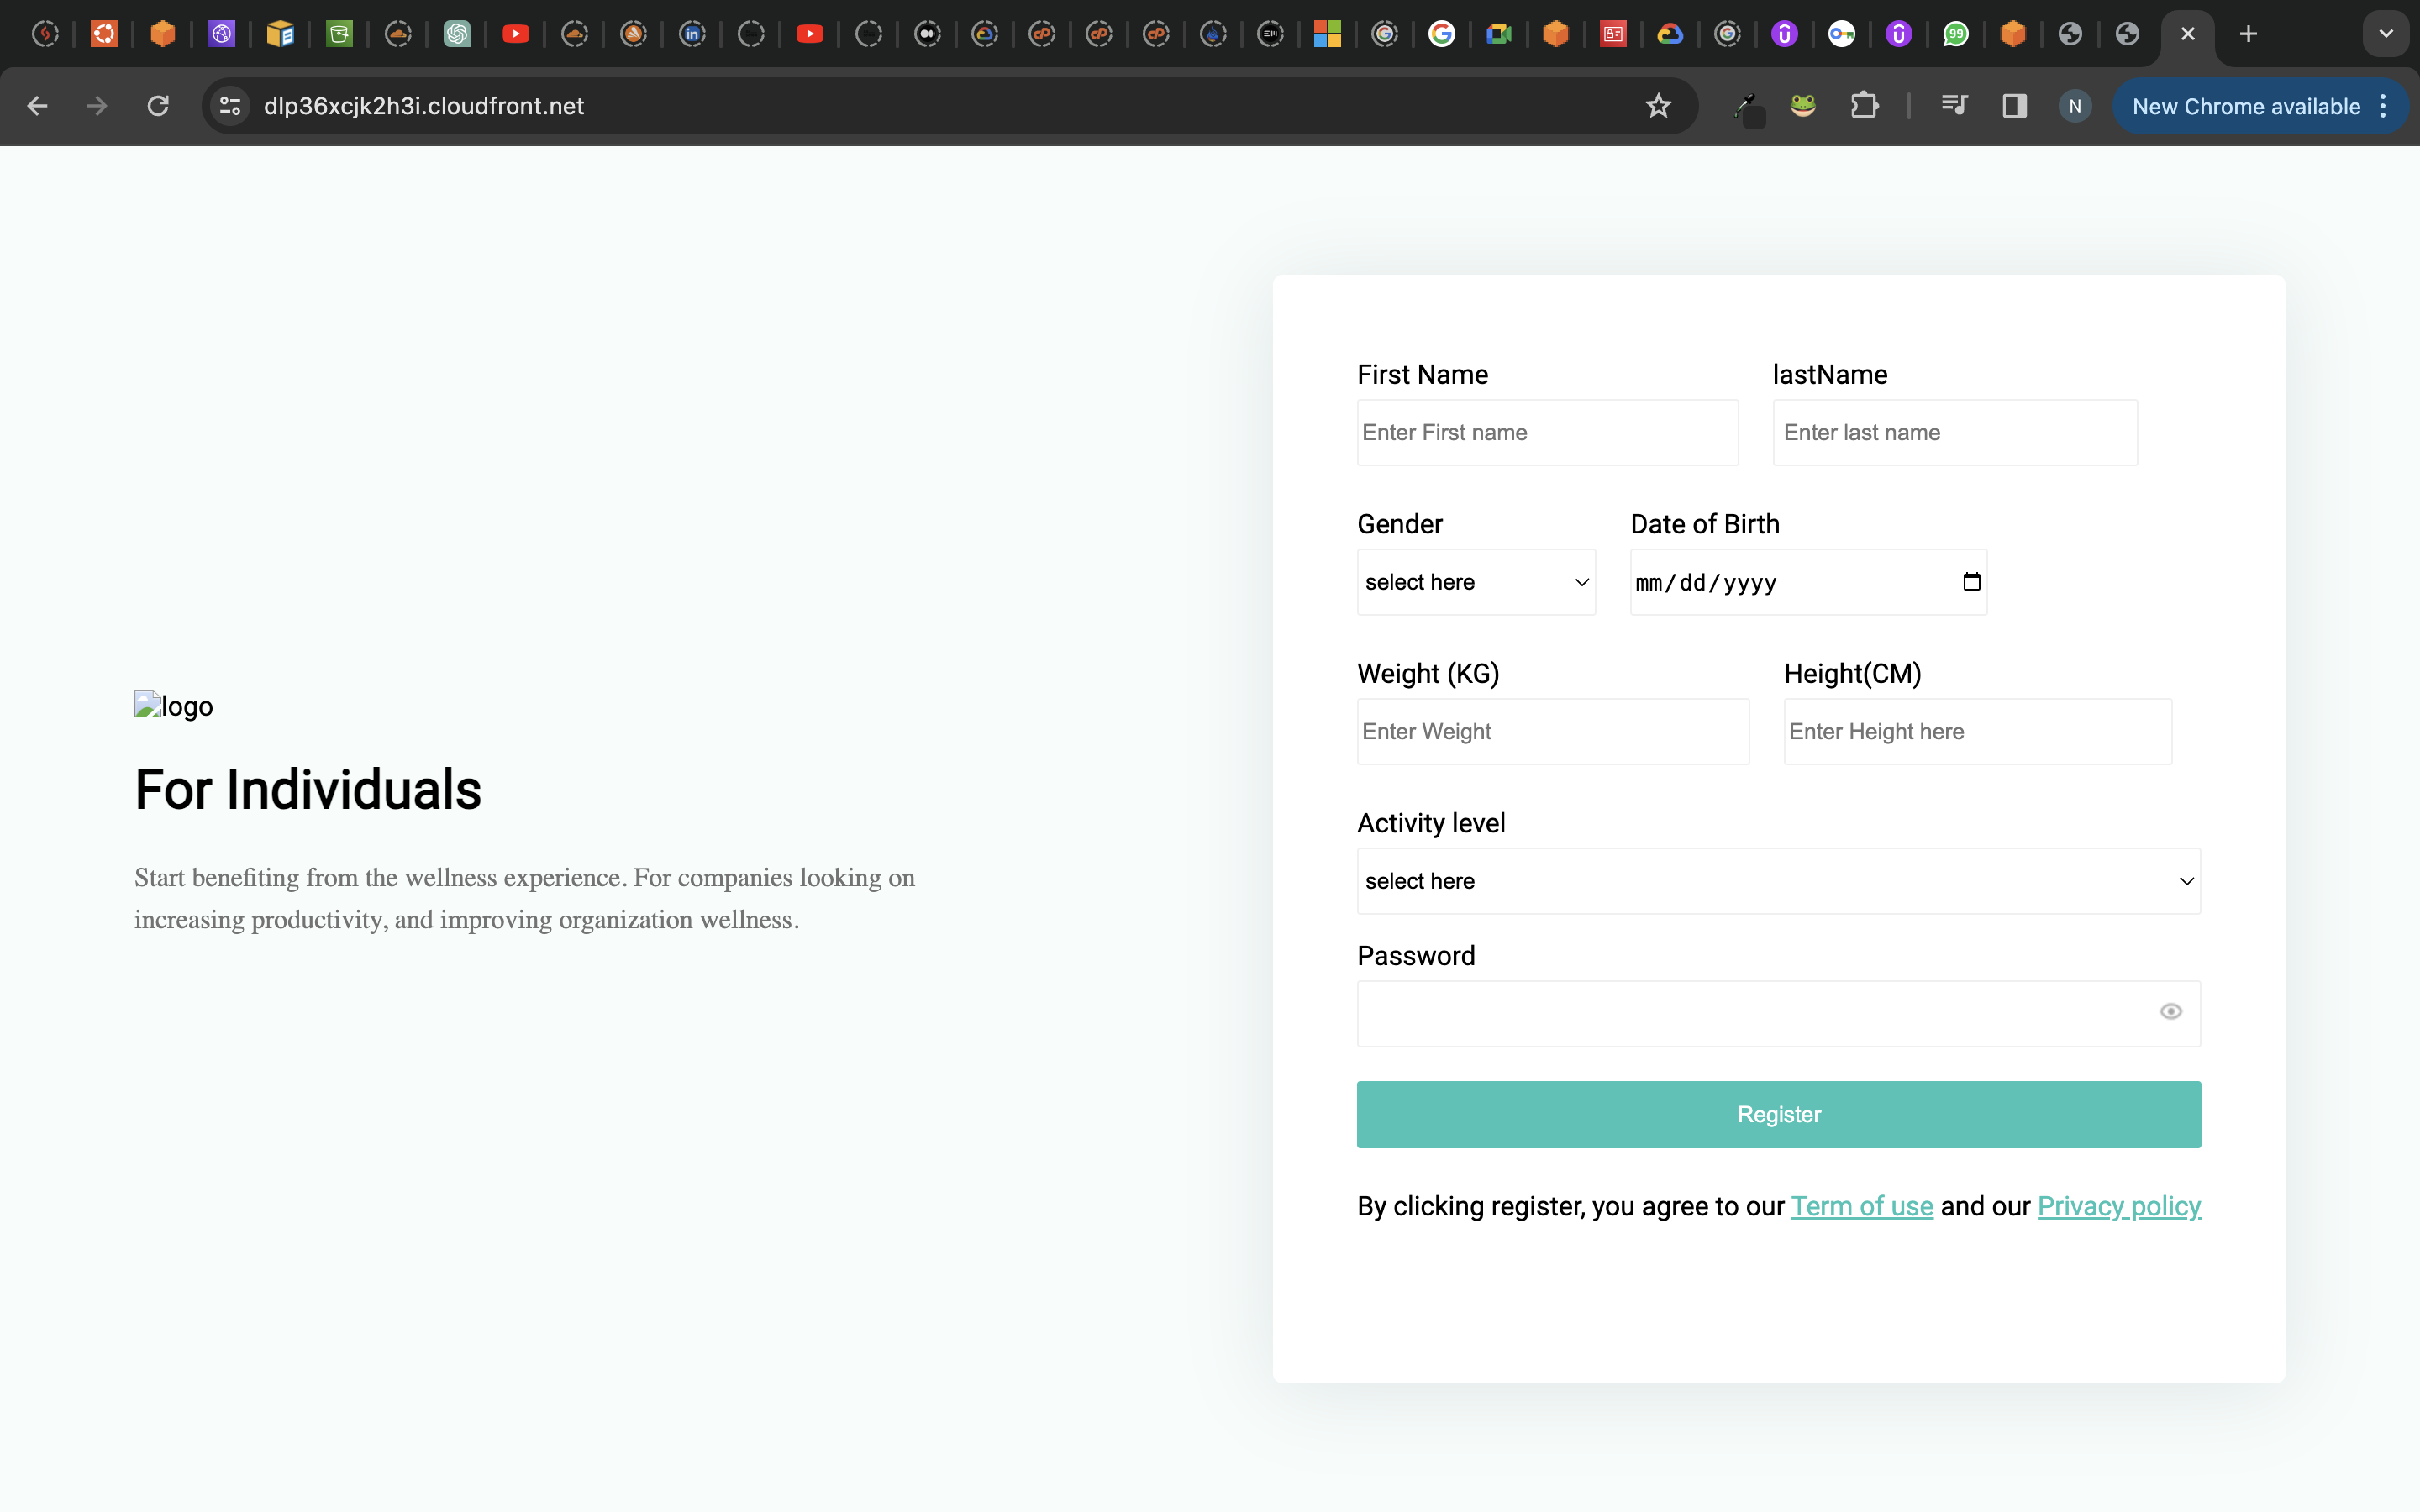 99
dlp36xcjk2h3i.cloudfront.net
N
New Chrome available
First Name
lastName
Enter First name
Enter last name
Gender
Date of Birth
select here
mm/dd/yyyy
Weight (KG)
Height(CM)
Enter Weight
Enter Height here
logo
For Individuals
Start benefiting from the wellness experience. For companies looking on
increasing productivity, and improving organization wellness.
Activity level
select here
Password
Register
By clicking register, you agree to our Term of use and our Privacy policy